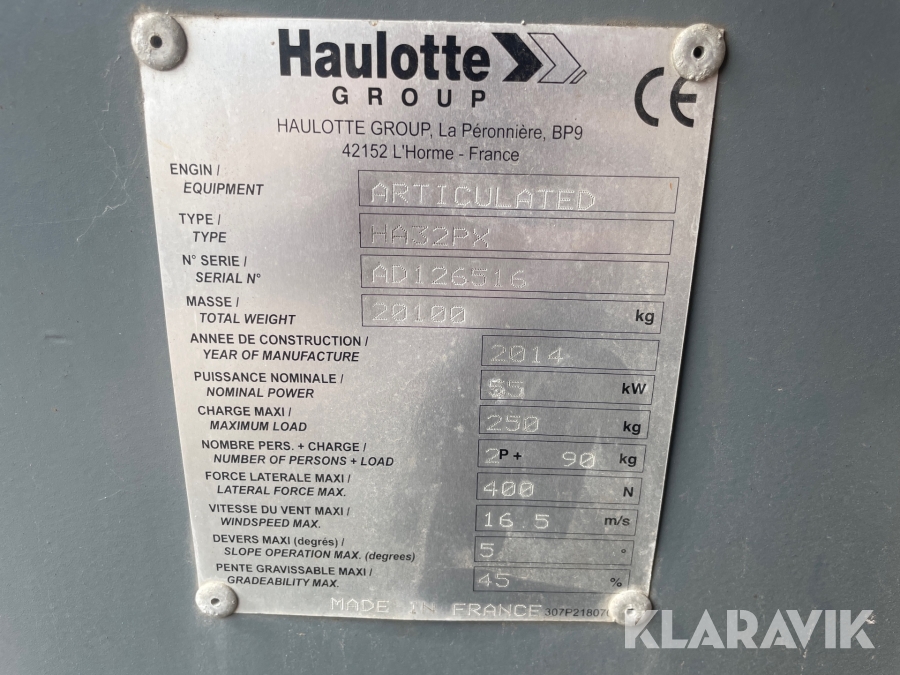 Haulotte
GROUP
CE
HAULOTTE GROUP, La Péronnière, BP9
42152 L'Horme - France
ENGIN /
EQUIPMENT
ARTICULATED
TYPE /
TYPE
HA32PX
N° SERIE /
SERIAL N°
AD126516
MASSE /
TOTAL WEIGHT
20100 kg
ANNEE DE CONSTRUCTION /
YEAR OF MANUFACTURE
2014
PUISSANCE NOMINALE /
NOMINAL POWER
kW
CHARGE MAXI /
MAXIMUM LOAD
250 kg
NOMBRE PERS. + CHARGE /
NUMBER OF PERSONS + LOAD
2P + 90 kg
FORCE LATERALE MAXI /
LATERAL FORCE MAX.
400 N
VITESSE DU VENT MAXI /
WINDSPEED MAX.
16.5 m/s
DEVERS MAXI (degrés) /
SLOPE OPERATION MAX. (degrees)
5 °
PENTE GRAVISSABLE MAXI /
GRADEABILITY MAX.
45 %
MADE IN FRANCE
KLARAVIK